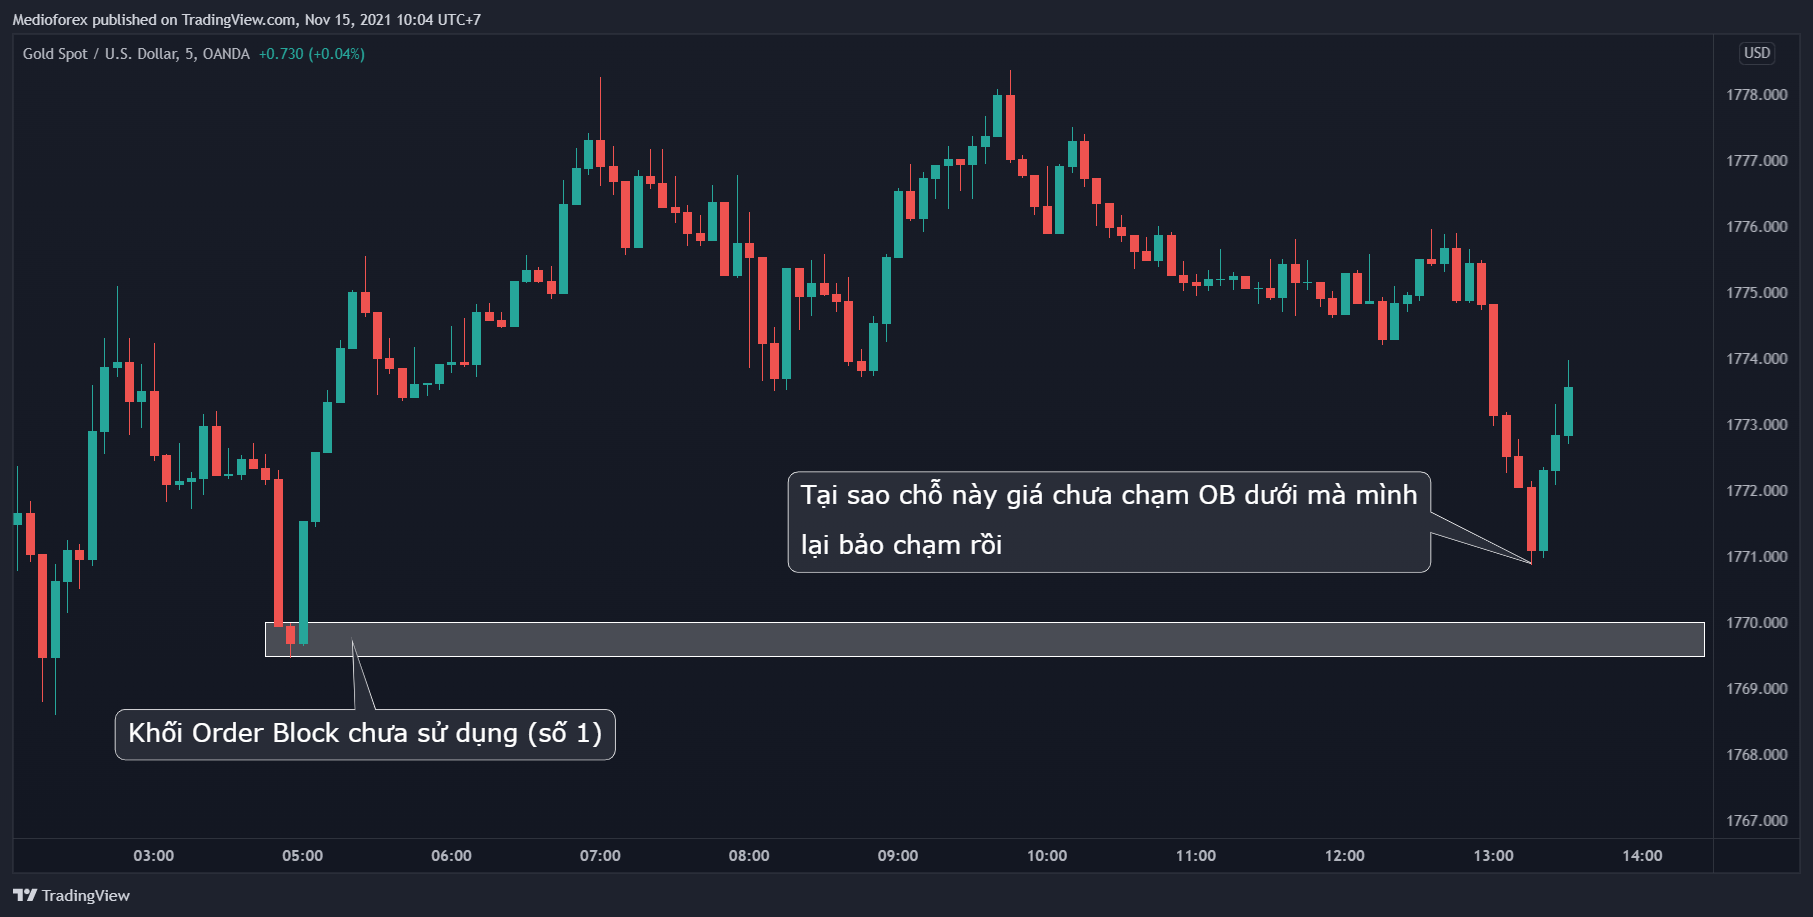 Medioforex published on TradingView.com, Nov 15, 2021 10:04 UTC+7
Gold Spot / U.S. Dollar, 5, OANDA +0.730 (+0.04%)
USD
1778.000
1777.000
1776.000
1775.000
1774.000
1773.000
1772.000
1771.000
1770.000
1769.000
1768.000
1767.000
Tại sao chỗ này giá chưa chạm OB dưới mà mình
lại bảo chạm rồi
Khối Order Block chưa sử dụng (số 1)
03:00 05:00 06:00 07:00 08:00 09:00 10:00 11:00 12:00 13:00 14:00
TradingView